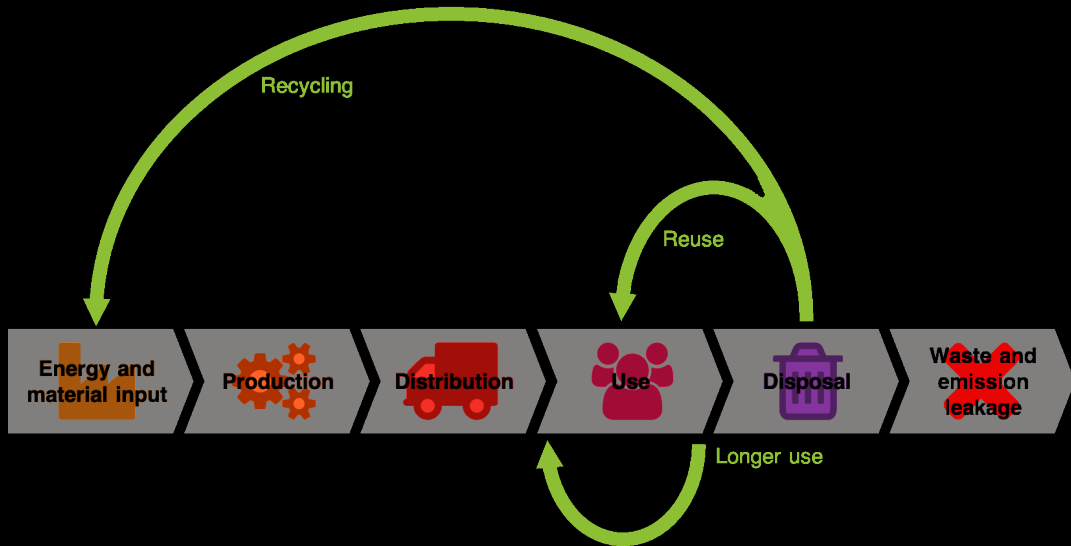 Recycling
Reuse
Energy and
material input
Production
Distribution
Use
Disposal
Waste and
emission
leakage
Longer use